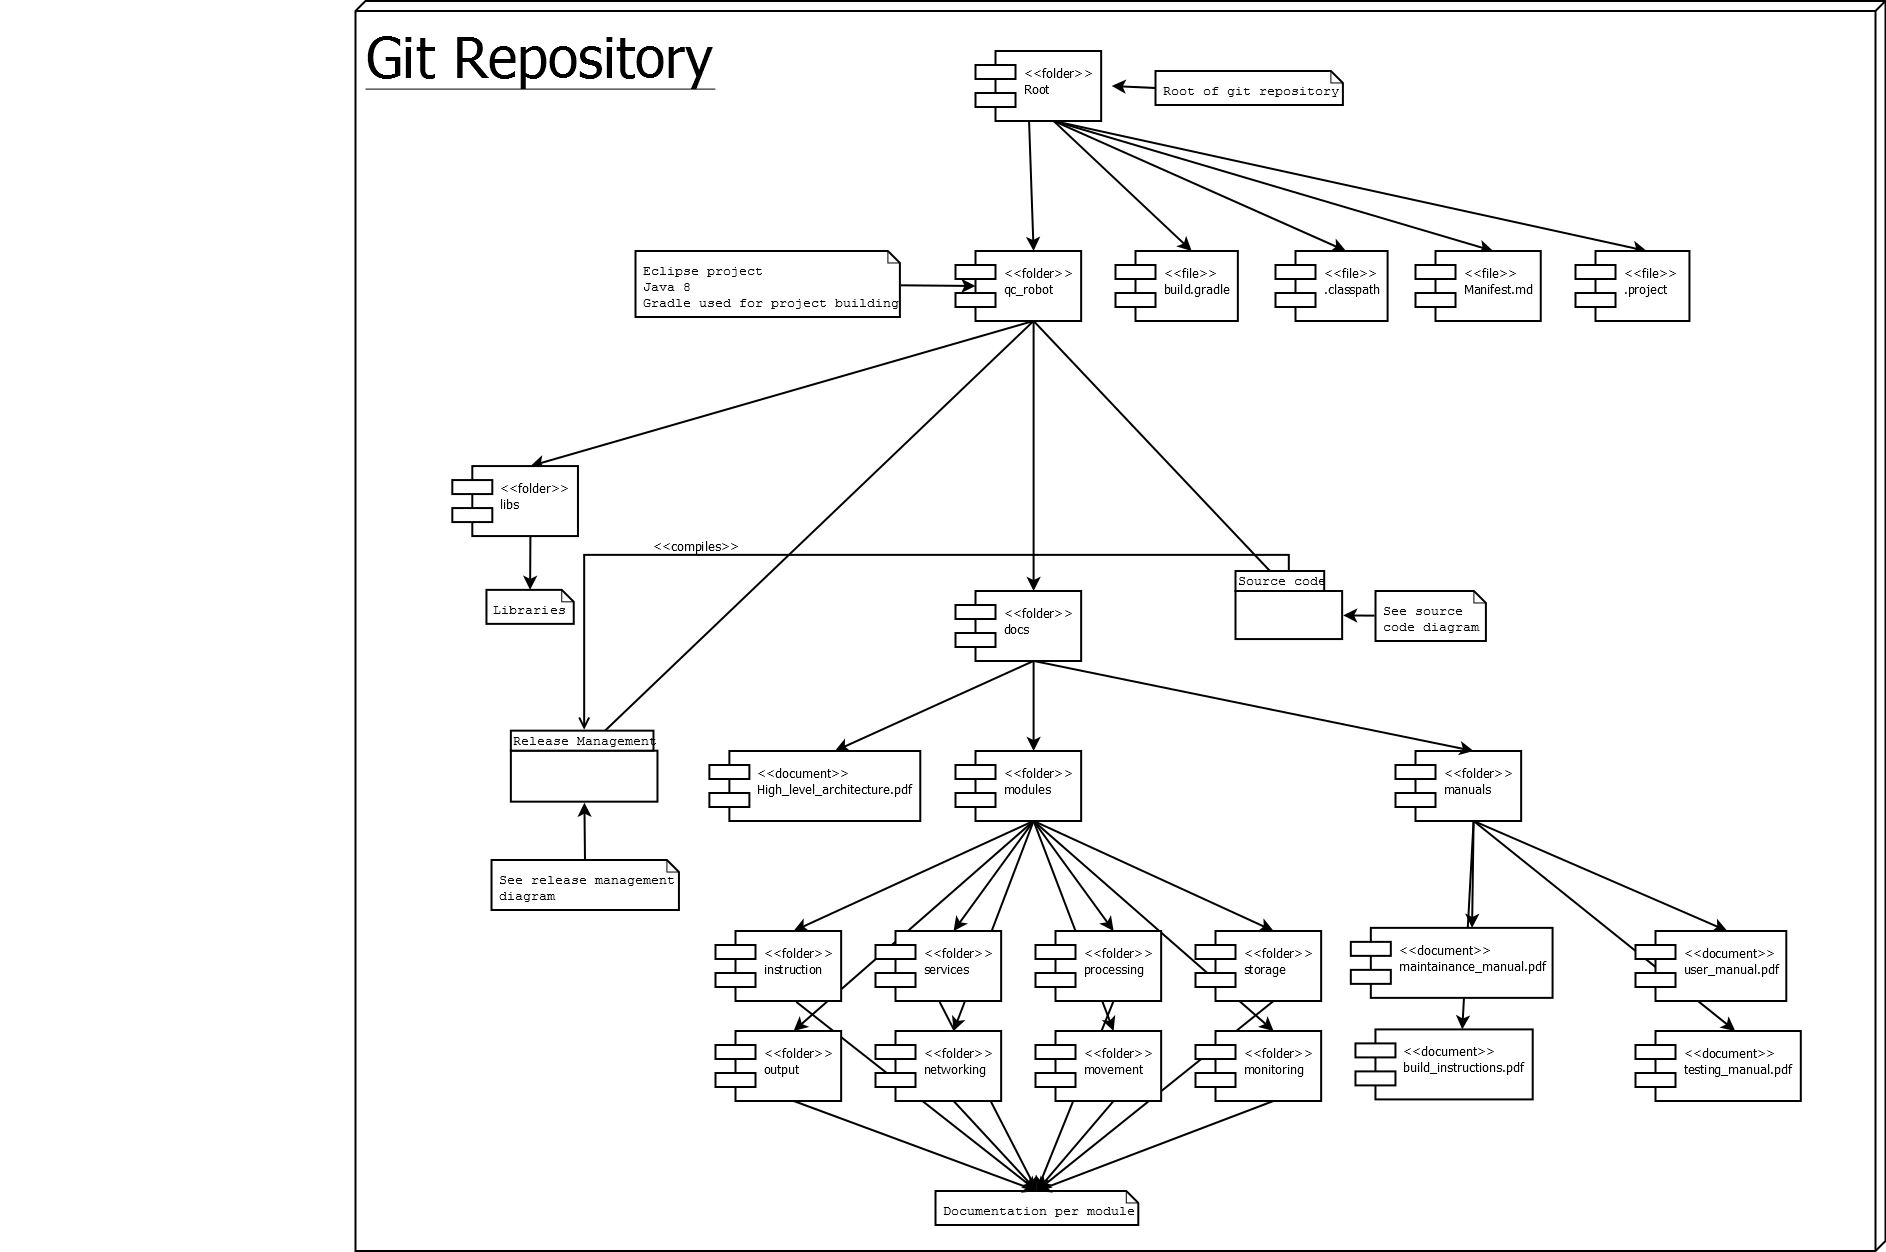 Git Repository
<<folder>>
Root
Root of git repository
Eclipse project
Java 8
Gradle used for project building
<<folder>>
qc_robot
<<file>>
build.gradle
<<file>>
.classpath
<<file>>
Manifest.md
<<file>>
.project
<<folder>>
libs
<<compiles>>
Libraries
Source code
See source
code diagram
<<folder>>
docs
Release Management
<<document>>
High_level_architecture.pdf
<<folder>>
modules
<<folder>>
manuals
See release management
diagram
<<folder>>
instruction
<<folder>>
services
<<folder>>
processing
<<folder>>
storage
<<document>>
maintainance_manual.pdf
<<document>>
user_manual.pdf
<<folder>>
output
<<folder>>
networking
<<folder>>
movement
<<folder>>
monitoring
<<document>>
build_instructions.pdf
<<document>>
testing_manual.pdf
Documentation per module